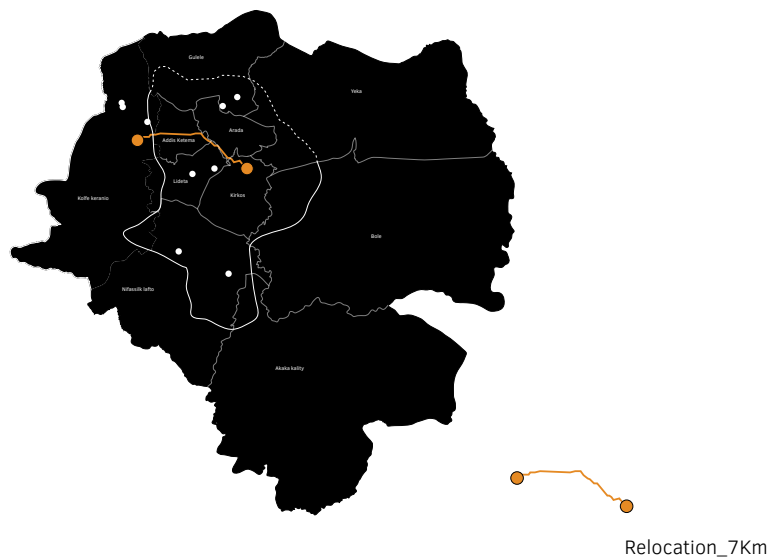 Gulele
Yeka
Arada
Addis Ketema
Lideta
Kolfe keranio
Kirkos
Bole
Nifassilk lafto
Akaka kality
Relocation_7Km